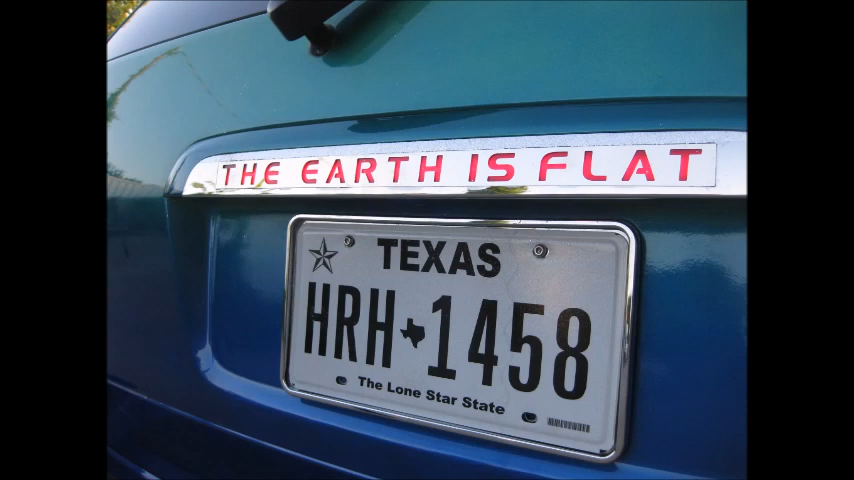 THE EARTH IS FLAT
TEXAS
HRH 1458
The Lone Star State